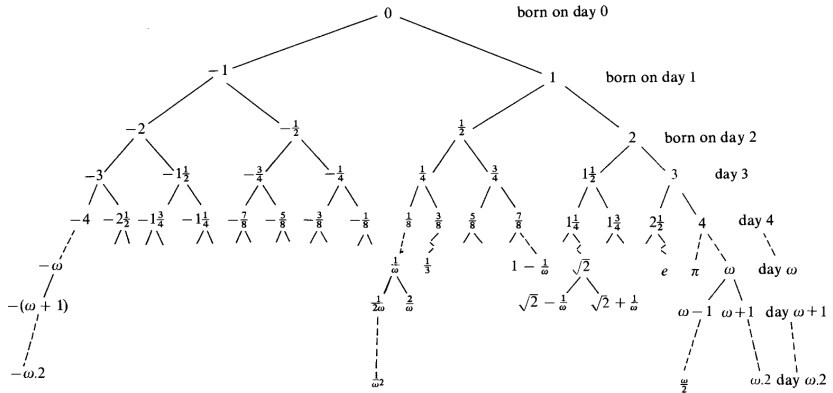 0 born on day 0
−1 1 born on day 1
−2 −½ ½ 2 born on day 2
−3 −1½ −¾ −¼ ¼ ¾ 1½ 3 day 3
−4 −2½ −1¾ −1¼ −⅞ −⅝ −⅜ −⅛ ⅛ ⅜ ⅝ ⅞ 1¼ 1¾ 2½ 4 day 4
−ω 1/ω ⅓ 1 − 1/ω √2 e π ω day ω
−(ω + 1) 1/2ω 2/ω √2 − 1/ω √2 + 1/ω ω−1 ω+1 day ω+1
−ω.2 1/ω² ω/2 ω.2 day ω.2